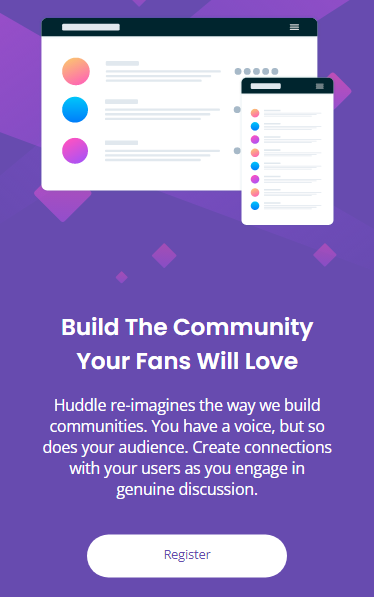 Build The Community
Your Fans Will Love
Huddle re-imagines the way we build
communities. You have a voice, but so
does your audience. Create connections
with your users as you engage in
genuine discussion.
Register